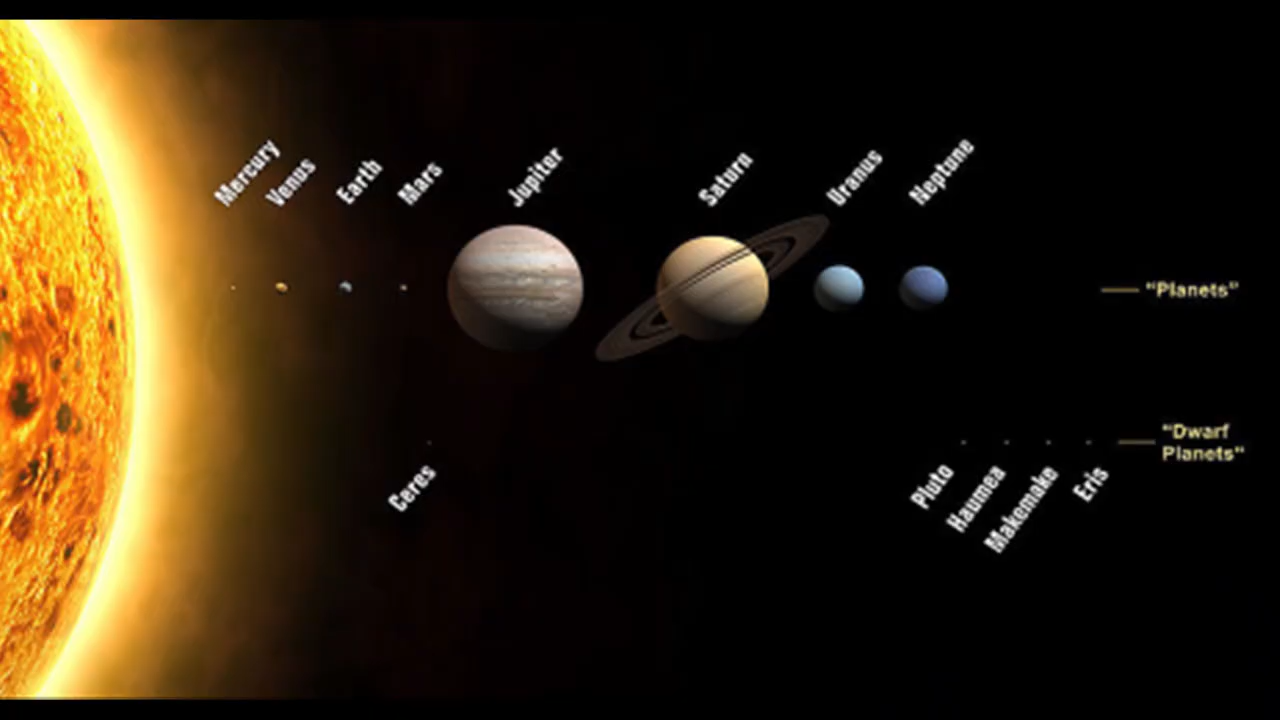 Mercury
Venus
Earth
Mars
Jupiter
Saturn
Uranus
Neptune
"Planets"
Ceres
Pluto
Haumea
Makemake
Eris
"Dwarf
Planets"